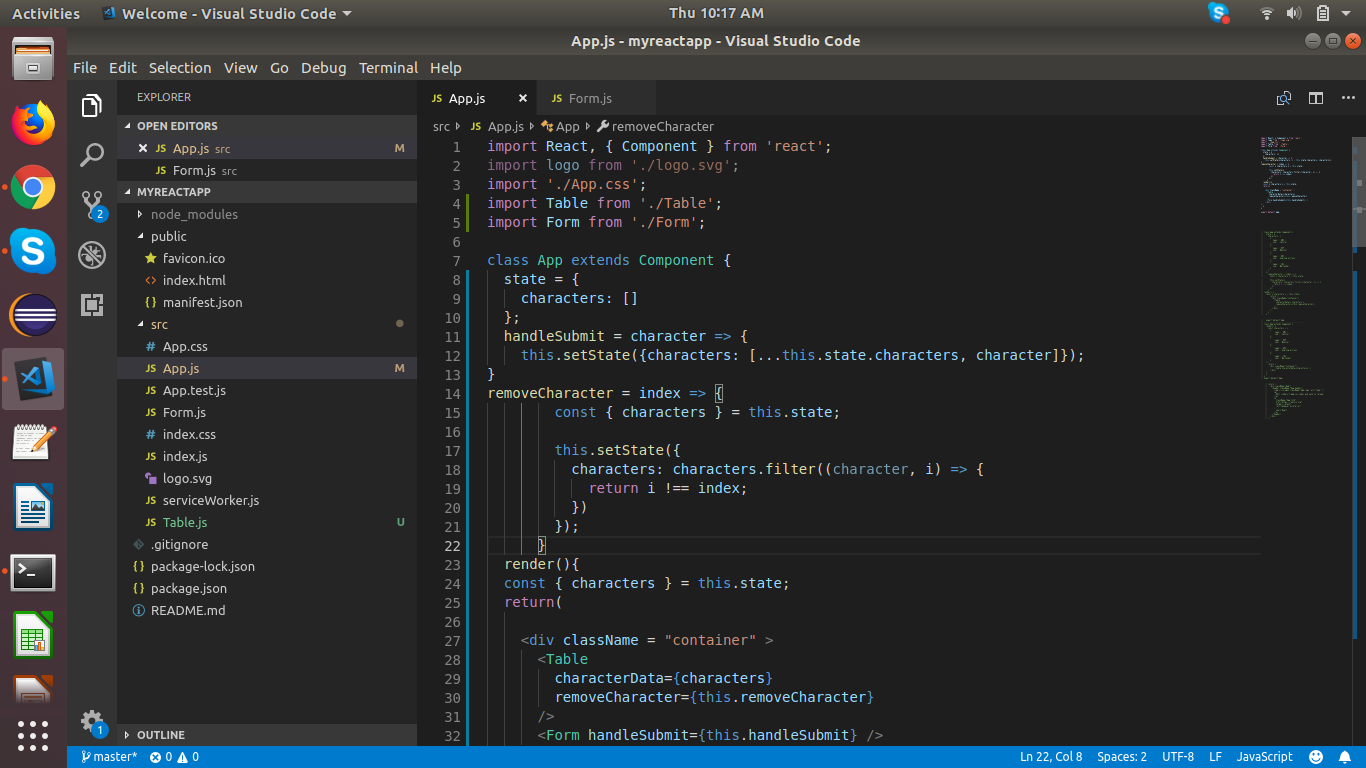 Activities
Welcome - Visual Studio Code
Thu 10:17 AM
App.js - myreactapp - Visual Studio Code
File Edit Selection View Go Debug Terminal Help
EXPLORER
OPEN EDITORS
JS App.js src M
JS Form.js src
MYREACTAPP
node_modules
public
favicon.ico
<> index.html
{} manifest.json
src
# App.css
JS App.js M
JS App.test.js
JS Form.js
# index.css
JS index.js
logo.svg
JS serviceWorker.js
JS Table.js U
.gitignore
{} package-lock.json
{} package.json
README.md
OUTLINE
2
1
JS App.js
JS Form.js
src JS App.js App removeCharacter
1 import React, { Component } from 'react';
2 import logo from './logo.svg';
3 import './App.css';
4 import Table from './Table';
5 import Form from './Form';
6
7 class App extends Component {
8 state = {
9 characters: []
10 };
11 handleSubmit = character => {
12 this.setState({characters: [...this.state.characters, character]});
13 }
14 removeCharacter = index => {
15 const { characters } = this.state;
16
17 this.setState({
18 characters: characters.filter((character, i) => {
19 return i !== index;
20 })
21 });
22 }
23 render(){
24 const { characters } = this.state;
25 return(
26
27 <div className = "container" >
28 <Table
29 characterData={characters}
30 removeCharacter={this.removeCharacter}
31 />
32 <Form handleSubmit={this.handleSubmit} />
master* 0 0
Ln 22, Col 8 Spaces: 2 UTF-8 LF JavaScript